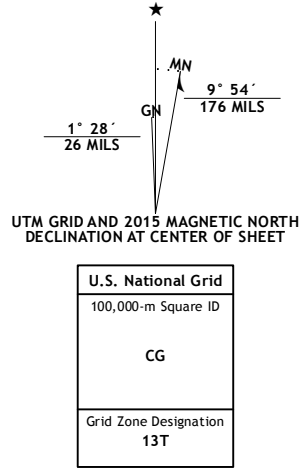 ★
MN
GN
9° 54´
176 MILS
1° 28´
26 MILS
UTM GRID AND 2015 MAGNETIC NORTH
DECLINATION AT CENTER OF SHEET
U.S. National Grid
100,000-m Square ID
CG
Grid Zone Designation
13T